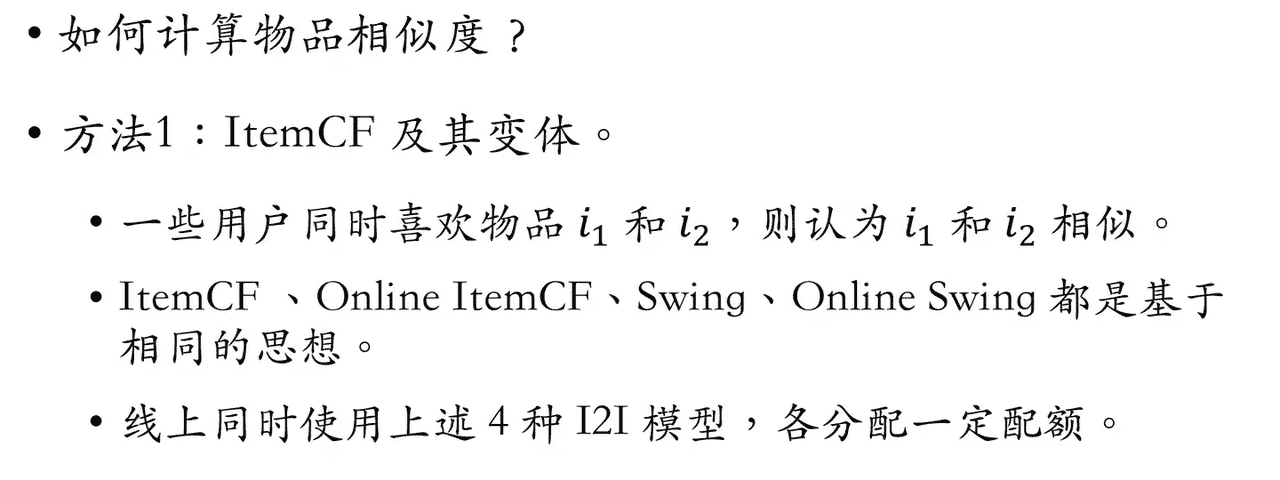 • 如何计算物品相似度？
• 方法1：ItemCF 及其变体。
• 一些用户同时喜欢物品 i₁ 和 i₂，则认为 i₁ 和 i₂ 相似。
• ItemCF 、Online ItemCF、Swing、Online Swing 都是基于
相同的思想。
• 线上同时使用上述 4 种 I2I 模型，各分配一定配额。